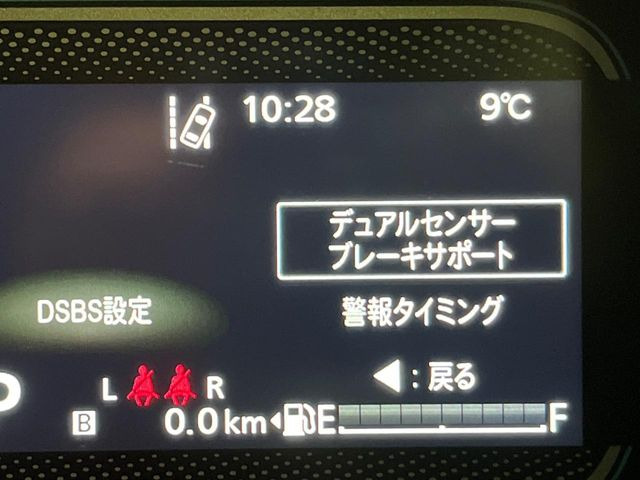 10:28 9℃
デュアルセンサー
ブレーキサポート
DSBS設定 警報タイミング
◀:戻る
L R
B 0.0km E F